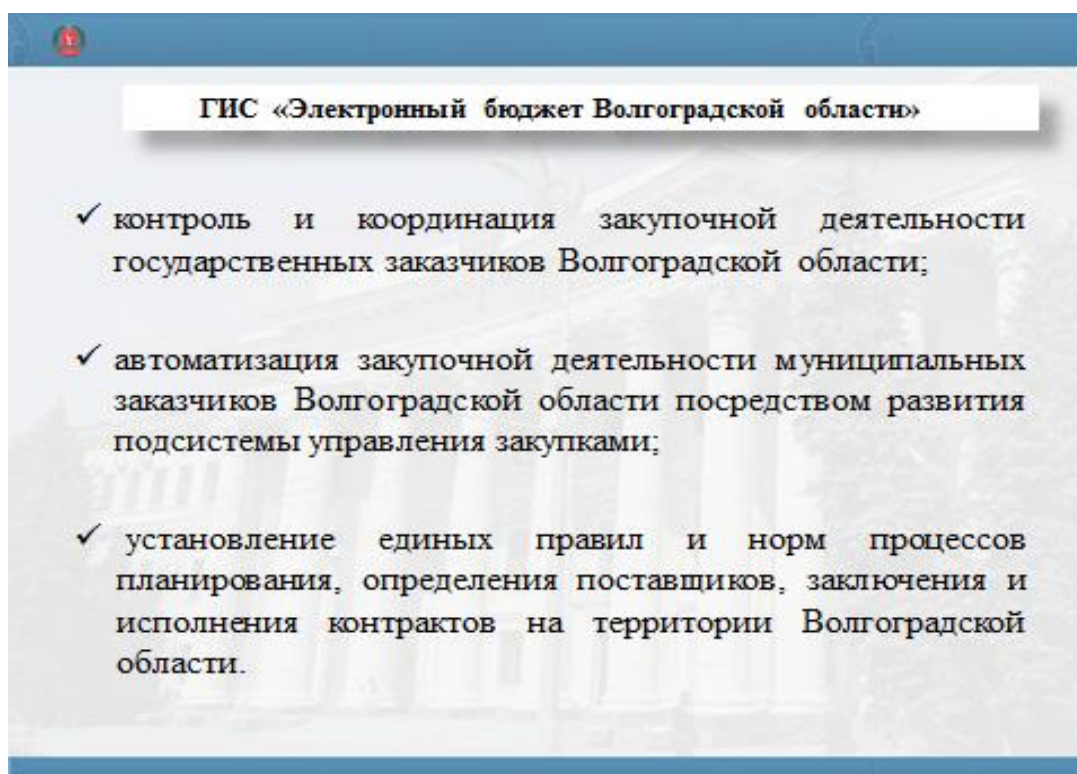 ГИС «Электронный бюджет Волгоградской области»
✓ контроль и координация закупочной деятельности
государственных заказчиков Волгоградской области;
✓ автоматизация закупочной деятельности муниципальных
заказчиков Волгоградской области посредством развития
подсистемы управления закупками;
✓ установление единых правил и норм процессов
планирования, определения поставщиков, заключения и
исполнения контрактов на территории Волгоградской
области.